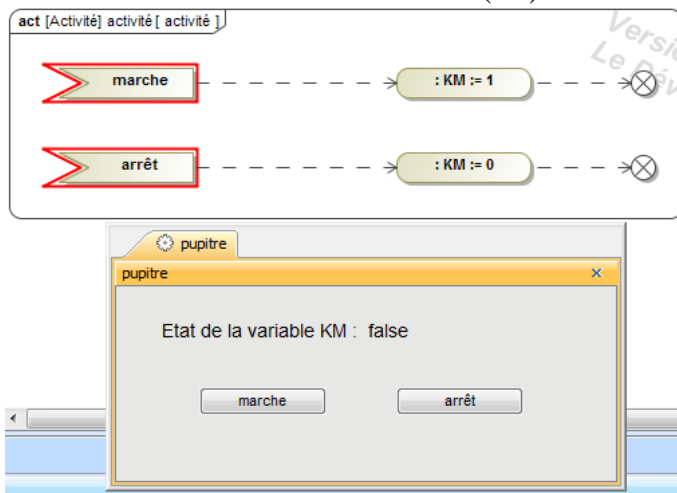 act [Activité] activité [ activité ]
marche
: KM := 1
arrêt
: KM := 0
pupitre
pupitre
Etat de la variable KM : false
marche
arrêt